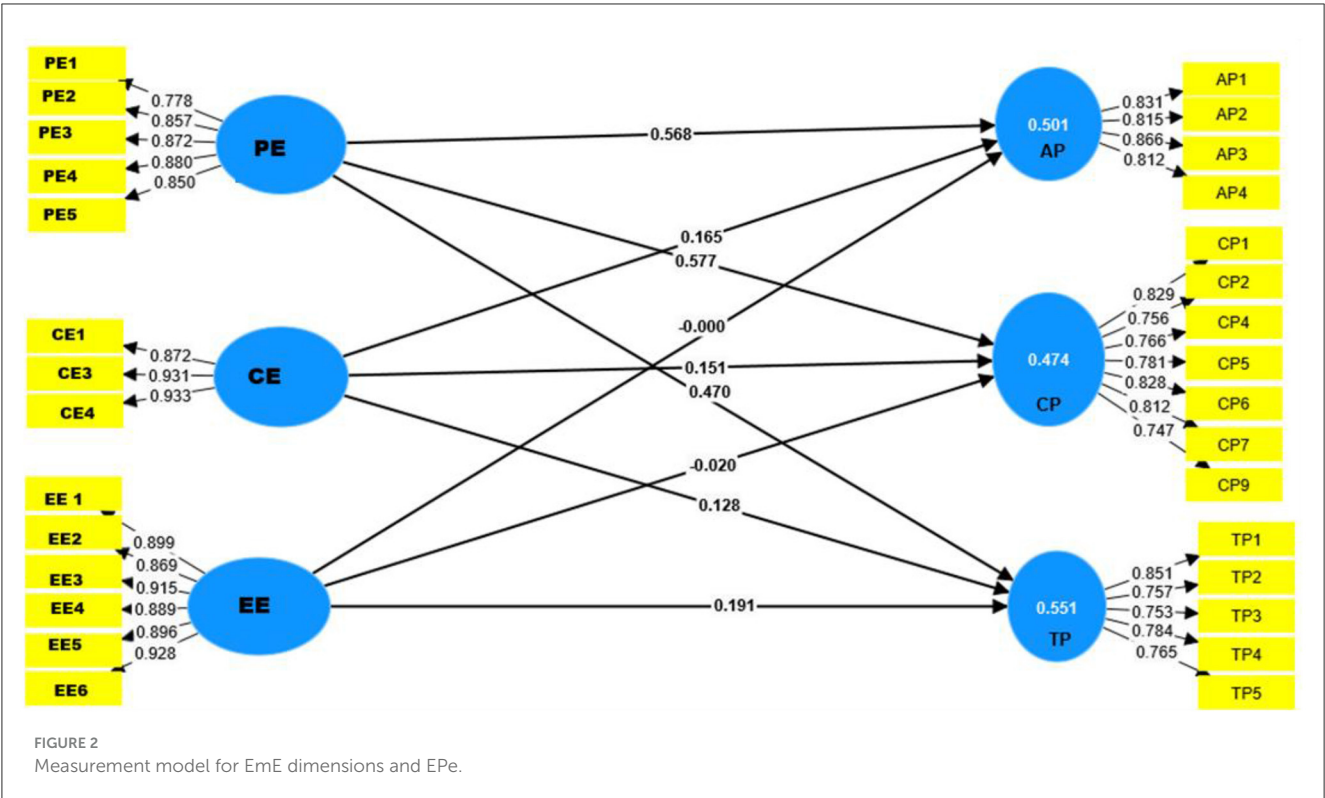 PE1
PE2
PE3
PE4
PE5
0.778
0.857
0.872
0.880
0.850
PE
CE1
CE3
CE4
0.872
0.931
0.933
CE
EE 1
EE2
EE3
EE4
EE5
EE6
0.899
0.869
0.915
0.889
0.896
0.928
EE
0.568
0.165
0.577
-0.000
0.151
0.470
-0.020
0.128
0.191
0.501
AP
0.831
0.815
0.866
0.812
AP1
AP2
AP3
AP4
0.474
CP
0.829
0.756
0.766
0.781
0.828
0.812
0.747
CP1
CP2
CP4
CP5
CP6
CP7
CP9
0.551
TP
0.851
0.757
0.753
0.784
0.765
TP1
TP2
TP3
TP4
TP5
FIGURE 2
Measurement model for EmE dimensions and EPe.